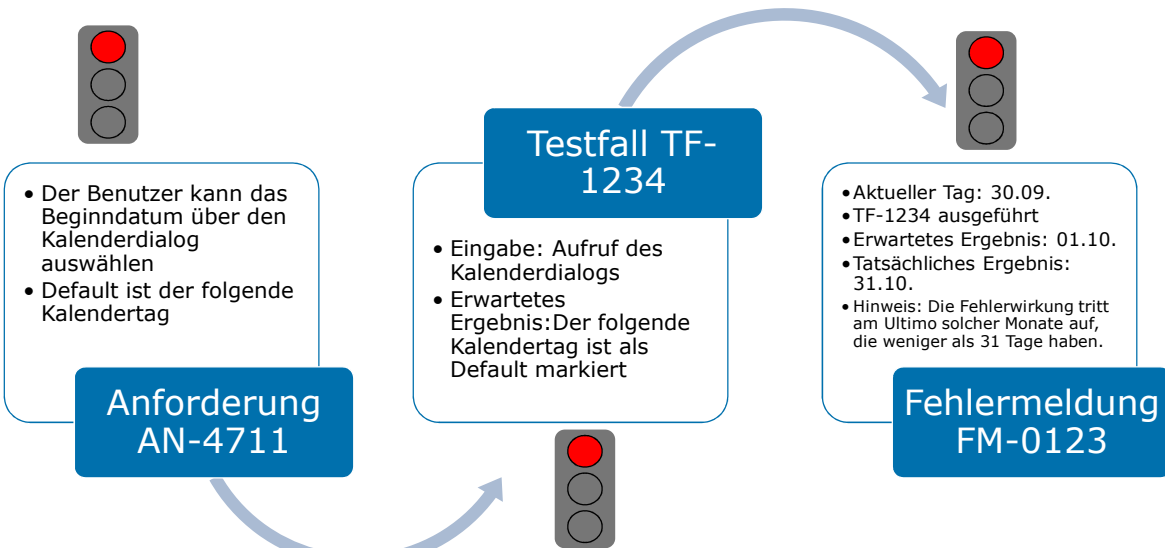 • Der Benutzer kann das
Beginndatum über den
Kalenderdialog
auswählen
• Default ist der folgende
Kalendertag
Anforderung
AN-4711
Testfall TF-
1234
• Eingabe: Aufruf des
Kalenderdialogs
• Erwartetes
Ergebnis:Der folgende
Kalendertag ist als
Default markiert
•Aktueller Tag: 30.09.
•TF-1234 ausgeführt
•Erwartetes Ergebnis: 01.10.
•Tatsächliches Ergebnis:
31.10.
• Hinweis: Die Fehlerwirkung tritt
am Ultimo solcher Monate auf,
die weniger als 31 Tage haben.
Fehlermeldung
FM-0123